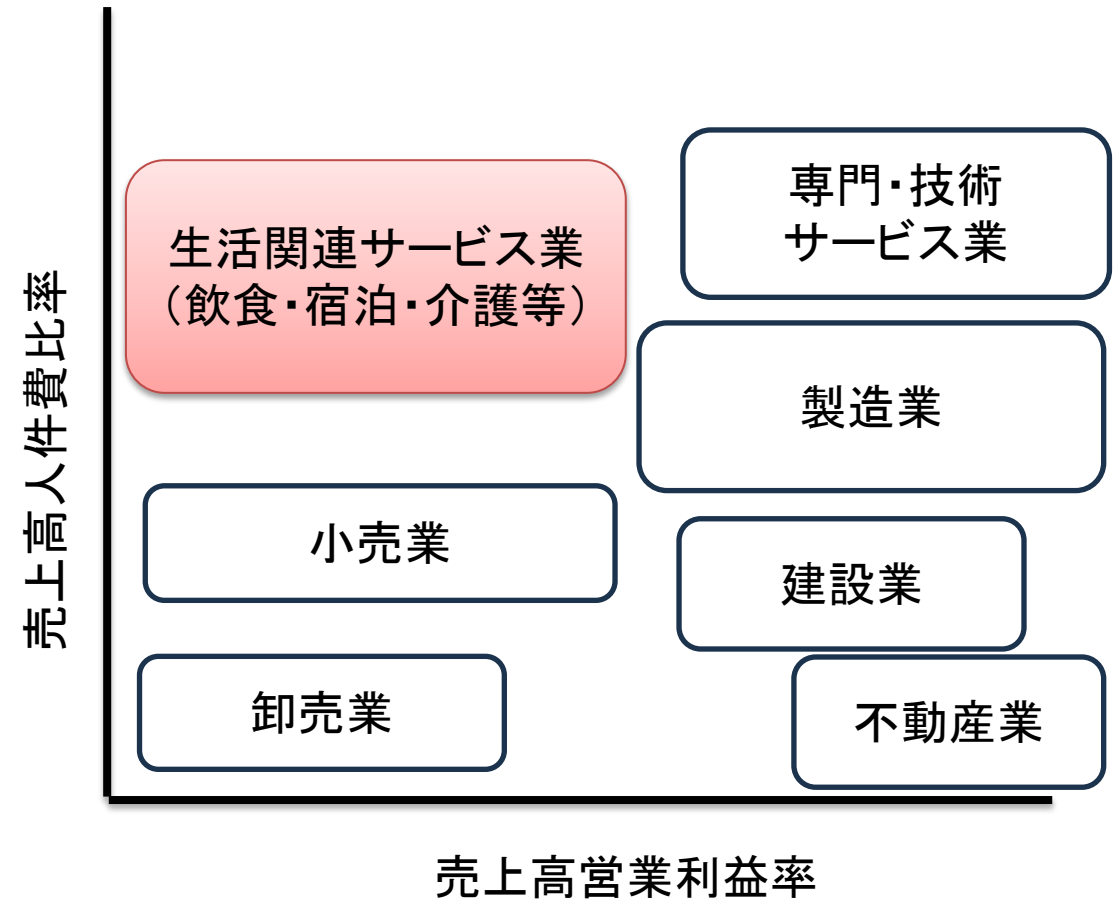 専門・技術
サービス業
生活関連サービス業
（飲食・宿泊・介護等）
製造業
小売業
建設業
卸売業
不動産業
売上高人件費比率
売上高営業利益率